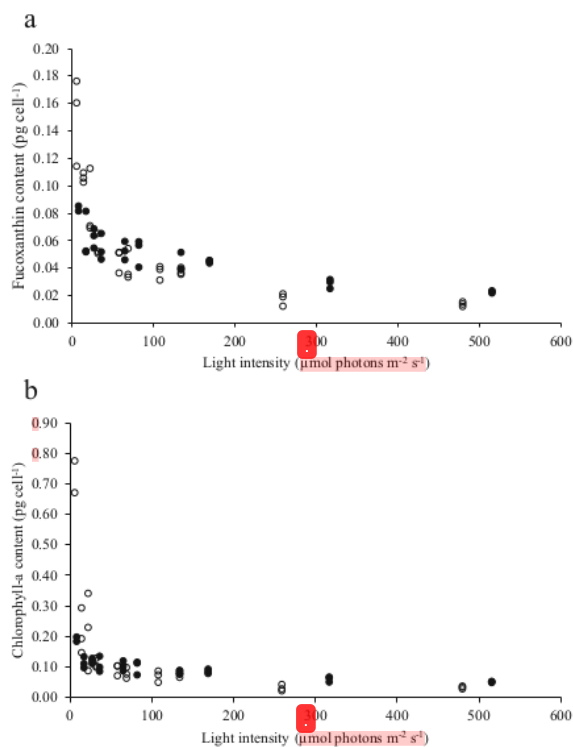 a
0.20
0.18
0.16
0.14
0.12
0.10
0.08
0.06
0.04
0.02
0.00
Fucoxanthin content (pg cell⁻¹)
0 100 200 300 400 500 600
Light intensity (µmol photons m⁻² s⁻¹)
b
0.90
0.80
0.70
0.60
0.50
0.40
0.30
0.20
0.10
0.00
Chlorophyll-a content (pg cell⁻¹)
0 100 200 300 400 500 600
Light intensity (µmol photons m⁻² s⁻¹)